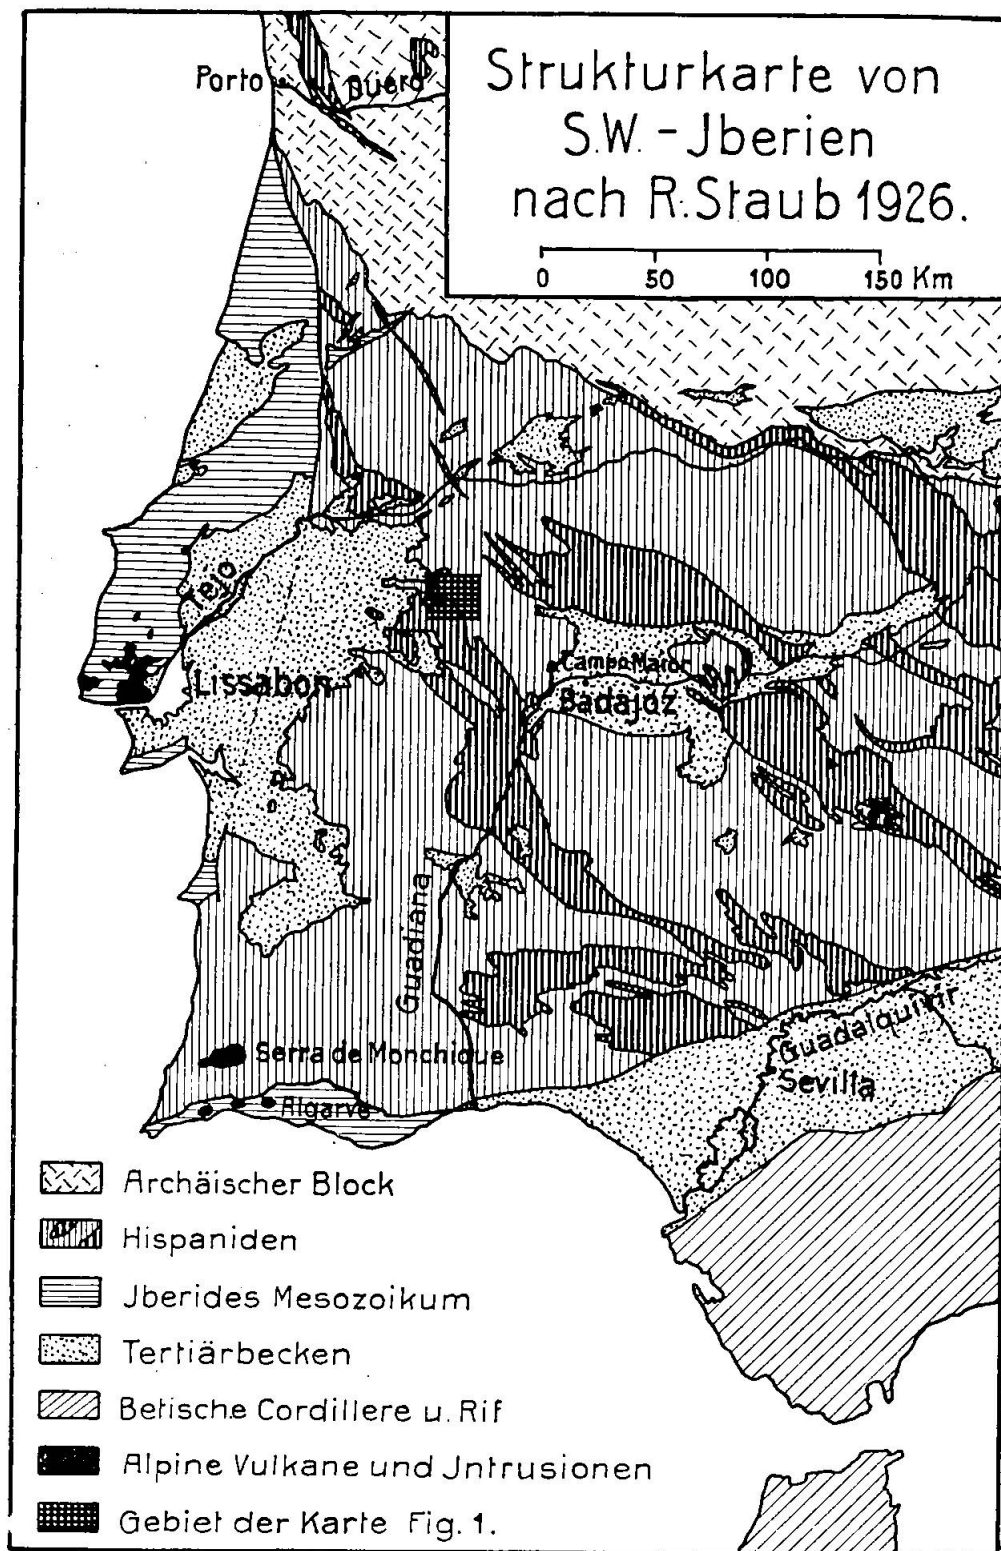 Strukturkarte von
S.W.-Jberien
nach R. Staub 1926.
0 50 100 150 Km
Porto
Düero
Tejo
Lissabon
Campo Maior
Badajoz
Guadiana
Guadalquivir
Sevilla
Serra de Monchique
Algarve
Archäischer Block
Hispaniden
Jberides Mesozoikum
Tertiärbecken
Betische Cordillere u. Rif
Alpine Vulkane und Jntrusionen
Gebiet der Karte Fig. 1.